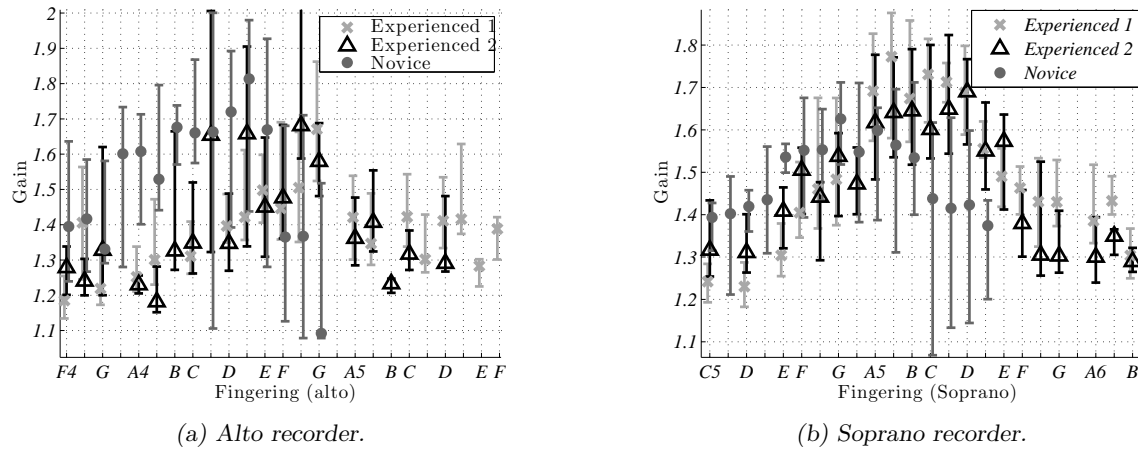 2
1.9
1.8
1.7
1.6
1.5
1.4
1.3
1.2
1.1
Gain
Experienced 1
Experienced 2
Novice
F4 G A4 B C D E F G A5 B C D E F
Fingering (alto)
(a) Alto recorder.
1.8
1.7
1.6
1.5
1.4
1.3
1.2
1.1
Gain
Experienced 1
Experienced 2
Novice
C5 D E F G A5 B C D E F G A6 B
Fingering (Soprano)
(b) Soprano recorder.